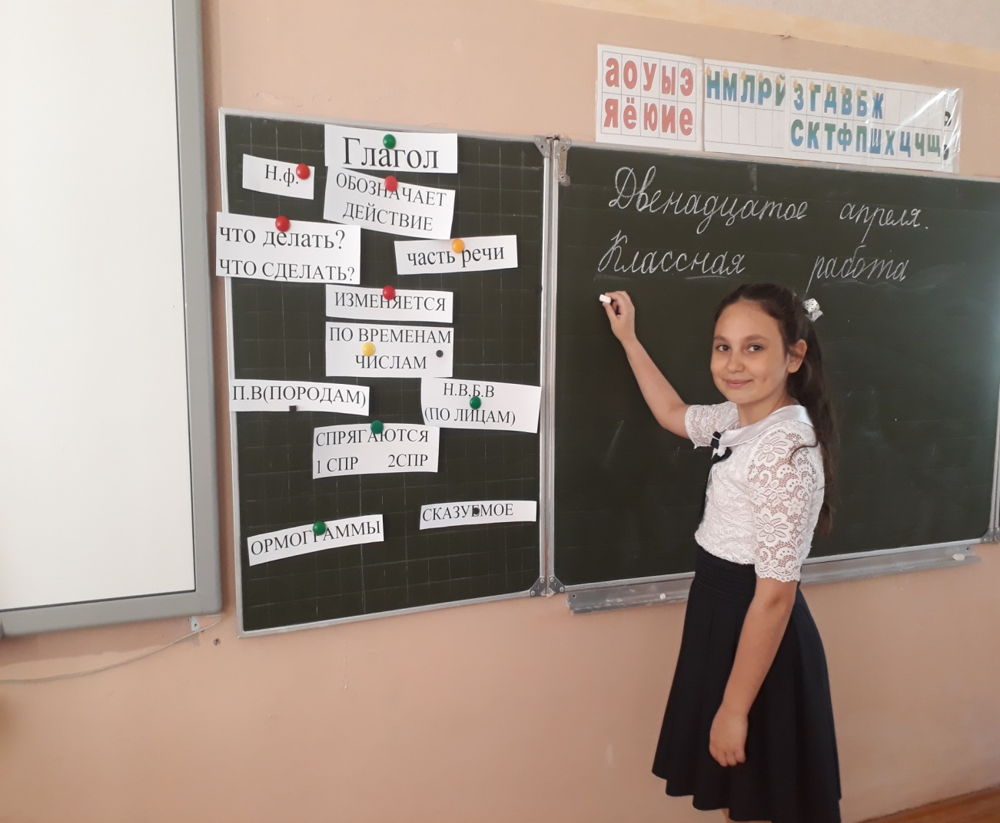 Глагол
Н.ф.
ОБОЗНАЧАЕТ
ДЕЙСТВИЕ
что делать?
ЧТО СДЕЛАТЬ?
часть речи
ИЗМЕНЯЕТСЯ
ПО ВРЕМЕНАМ
ЧИСЛАМ
П.В(ПОРОДАМ)
Н.В,Б.В
(ПО ЛИЦАМ)
СПРЯГАЮТСЯ
1 СПР 2СПР
СКАЗУЕМОЕ
ОРМОГРАММЫ
аоуыэ
яёюие
нмлрй
згдвбж
сктфпшхцчщ
Двенадцатое апреля.
Классная работа